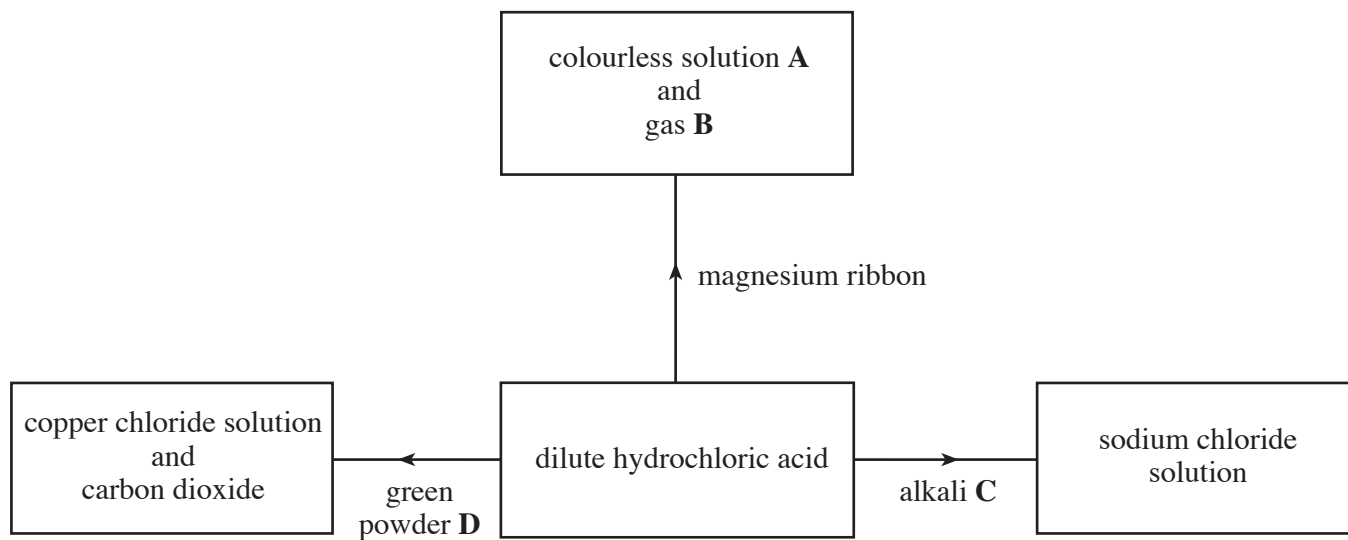 colourless solution A
and
gas B
magnesium ribbon
copper chloride solution
and
carbon dioxide
green
powder D
dilute hydrochloric acid
alkali C
sodium chloride
solution